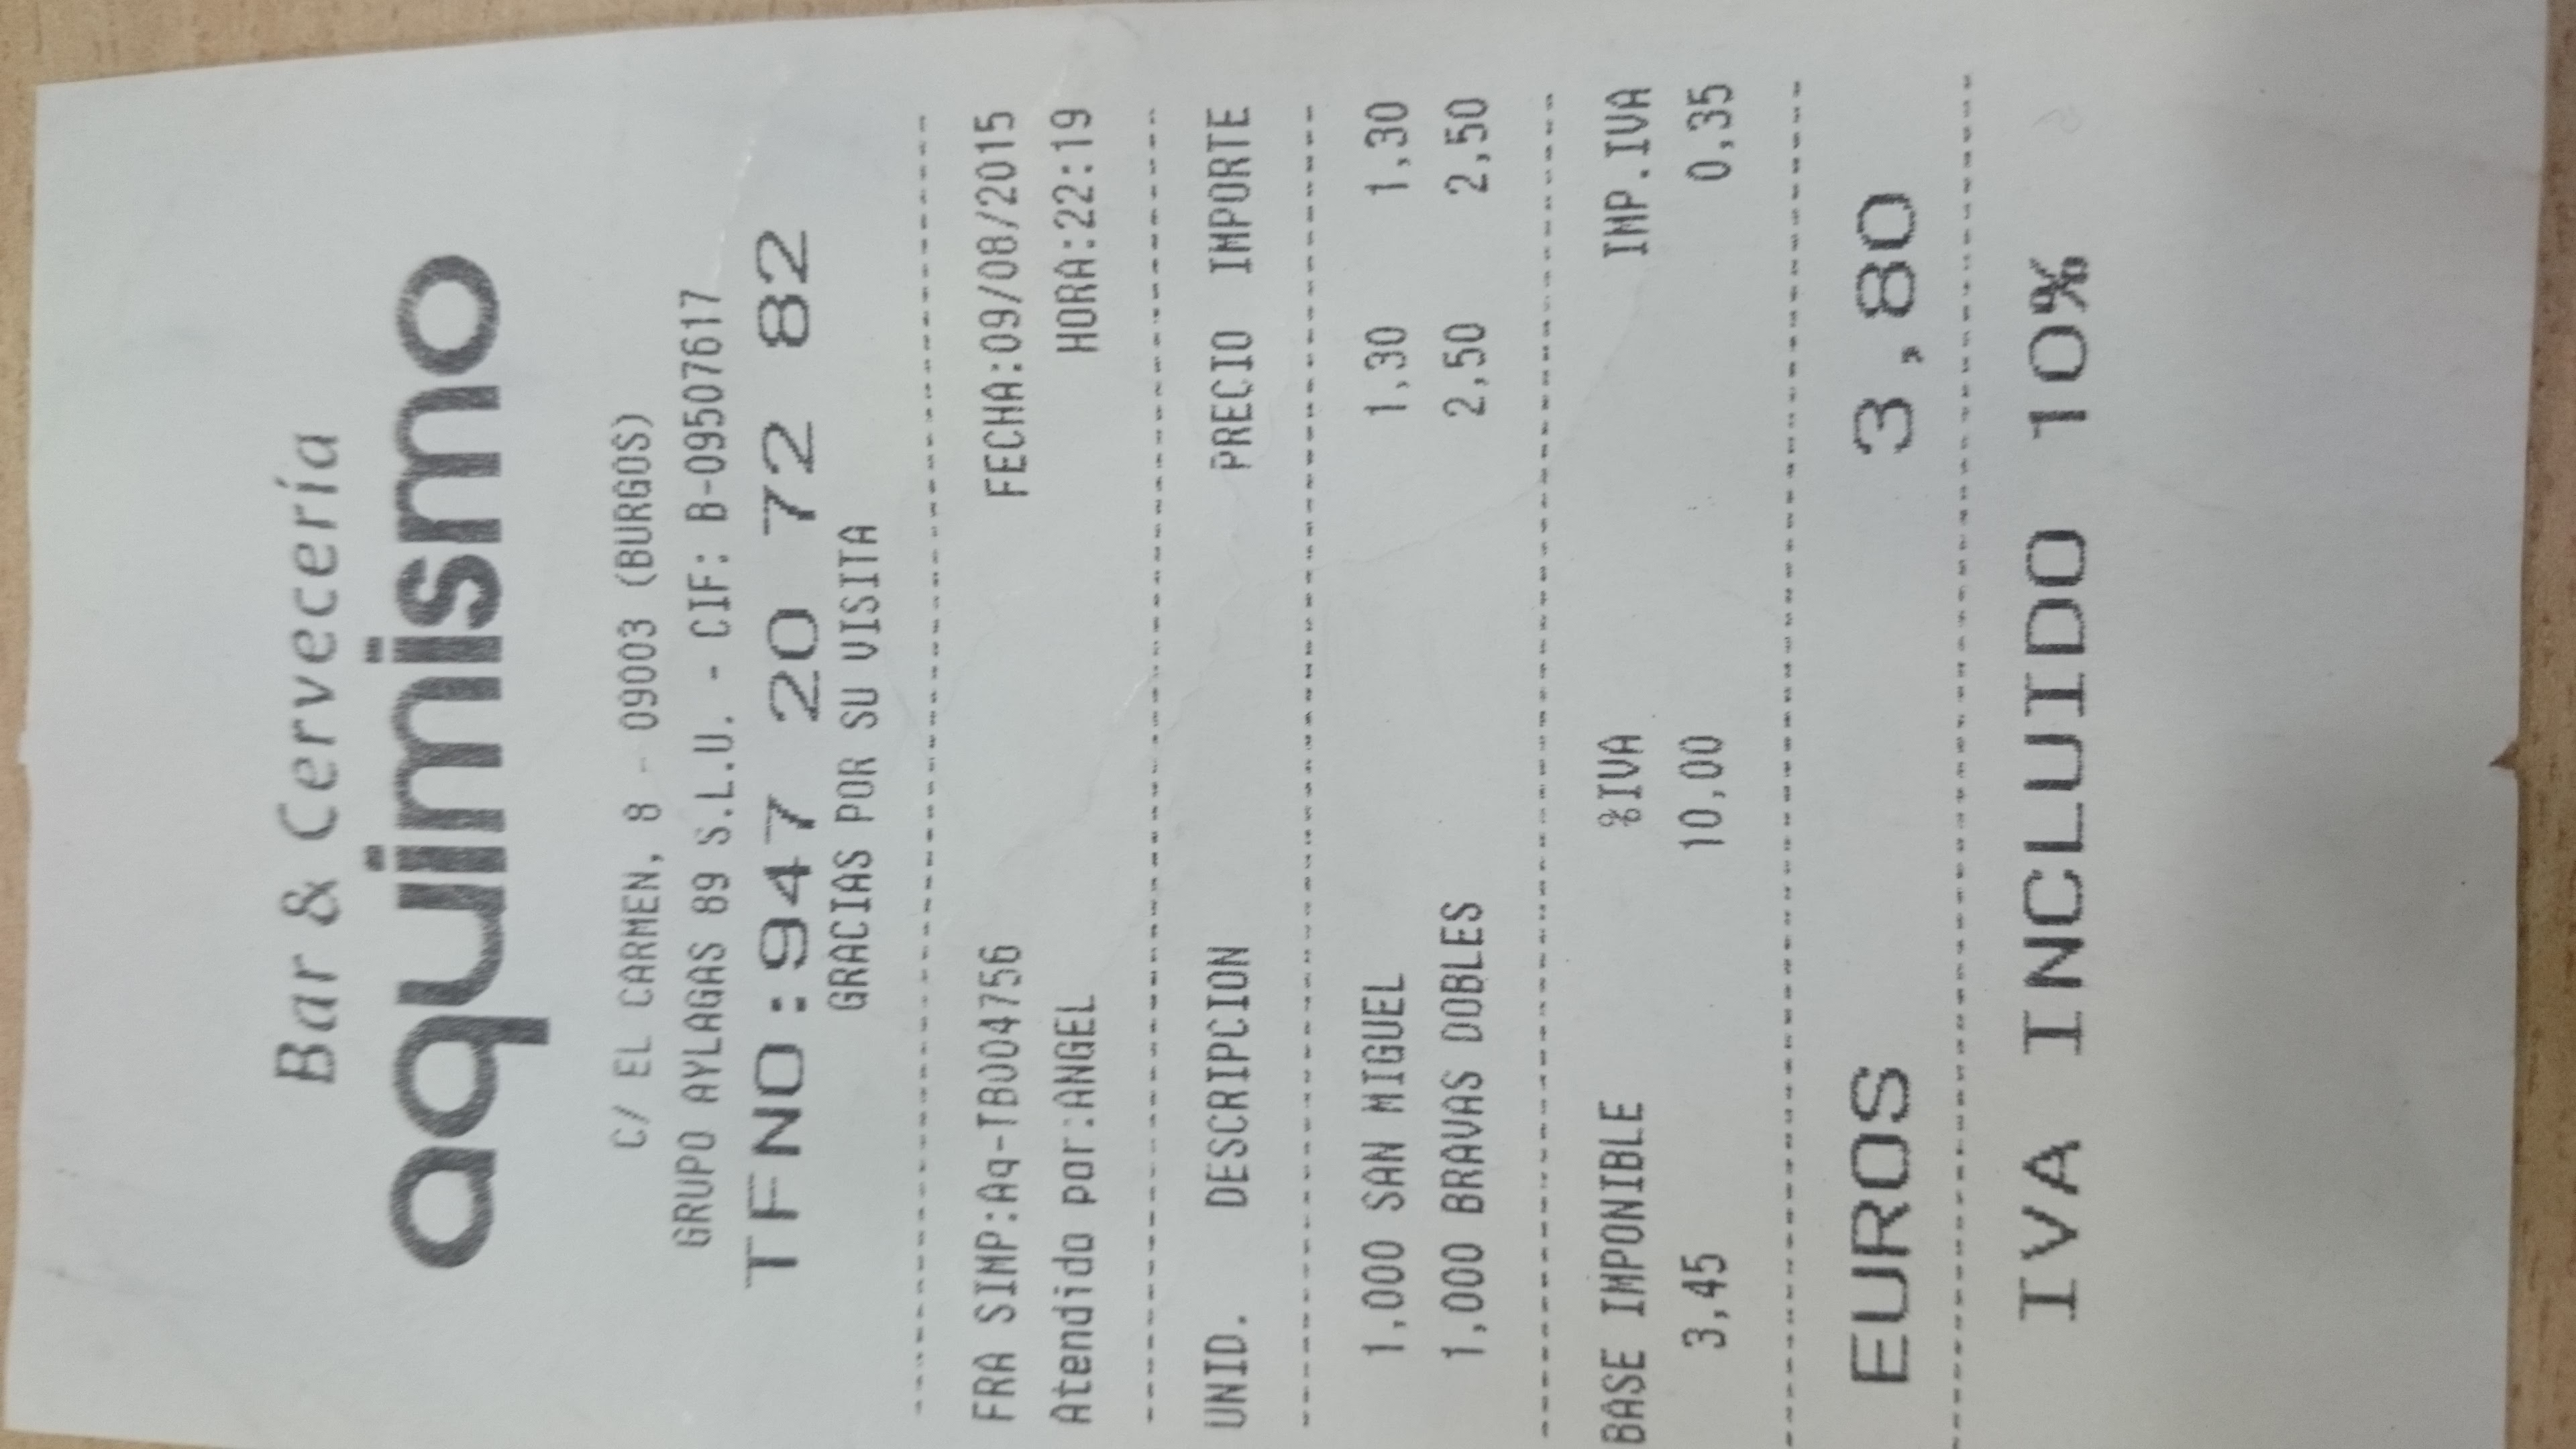 Bar & Cervecería
aquimismo
C/ EL CARMEN, 8 - 09003 (BURGOS)
GRUPO AYLAGAS 89 S.L.U. - CIF: B-09507617
TFNO:947 20 72 82
GRACIAS POR SU VISITA
FRA SIMP:Aq-TB004756 FECHA:09/08/2015
Atendido por:ANGEL HORA:22:19
UNID. DESCRIPCION PRECIO IMPORTE
1,000 SAN MIGUEL 1,30 1,30
1,000 BRAVAS DOBLES 2,50 2,50
BASE IMPONIBLE %IVA IMP.IVA
3,45 10,00 0,35
EUROS 3,80
IVA INCLUIDO 10%